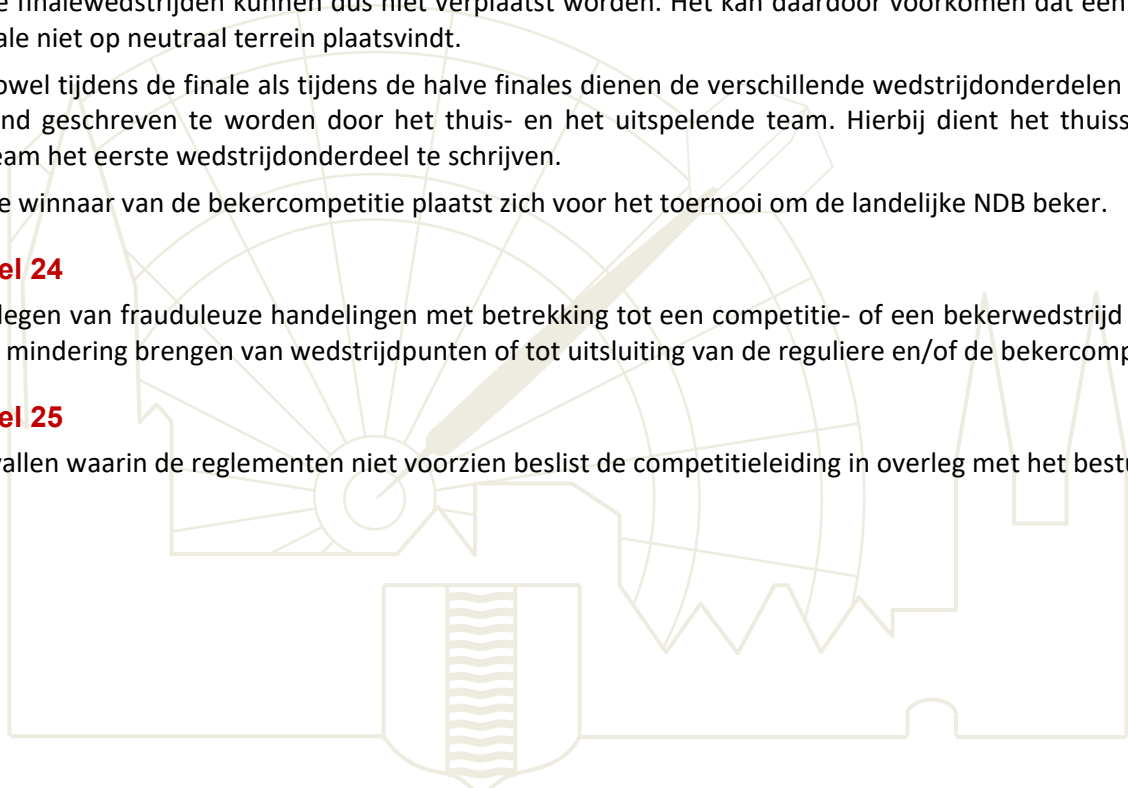 e finalewedstrijden kunnen dus niet verplaatst worden. Het kan daardoor voorkomen dat een
ale niet op neutraal terrein plaatsvindt.
owel tijdens de finale als tijdens de halve finales dienen de verschillende wedstrijdonderdelen
nd geschreven te worden door het thuis- en het uitspelende team. Hierbij dient het thuiss
eam het eerste wedstrijdonderdeel te schrijven.
e winnaar van de bekercompetitie plaatst zich voor het toernooi om de landelijke NDB beker.
el 24
legen van frauduleuze handelingen met betrekking tot een competitie- of een bekerwedstrijd
mindering brengen van wedstrijdpunten of tot uitsluiting van de reguliere en/of de bekercomp
el 25
vallen waarin de reglementen niet voorzien beslist de competitieleiding in overleg met het bestu